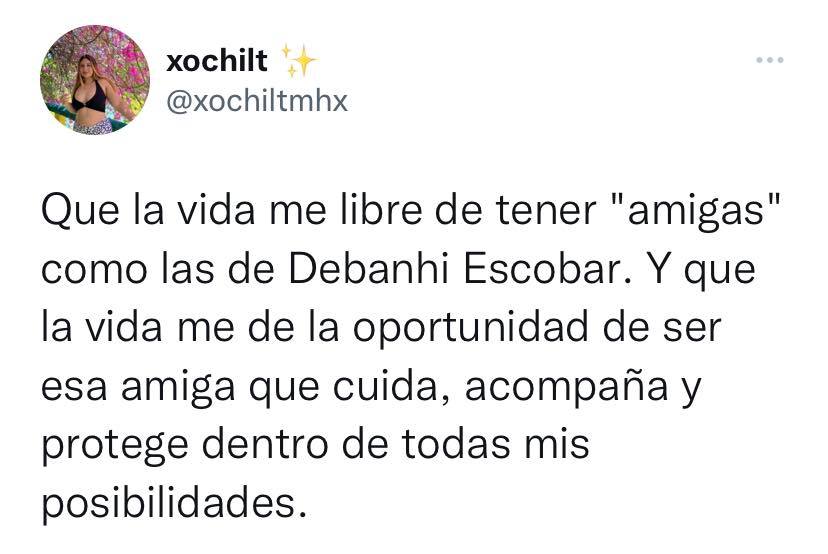 xochilt ✨
@xochiltmhx
Que la vida me libre de tener "amigas"
como las de Debanhi Escobar. Y que
la vida me de la oportunidad de ser
esa amiga que cuida, acompaña y
protege dentro de todas mis
posibilidades.